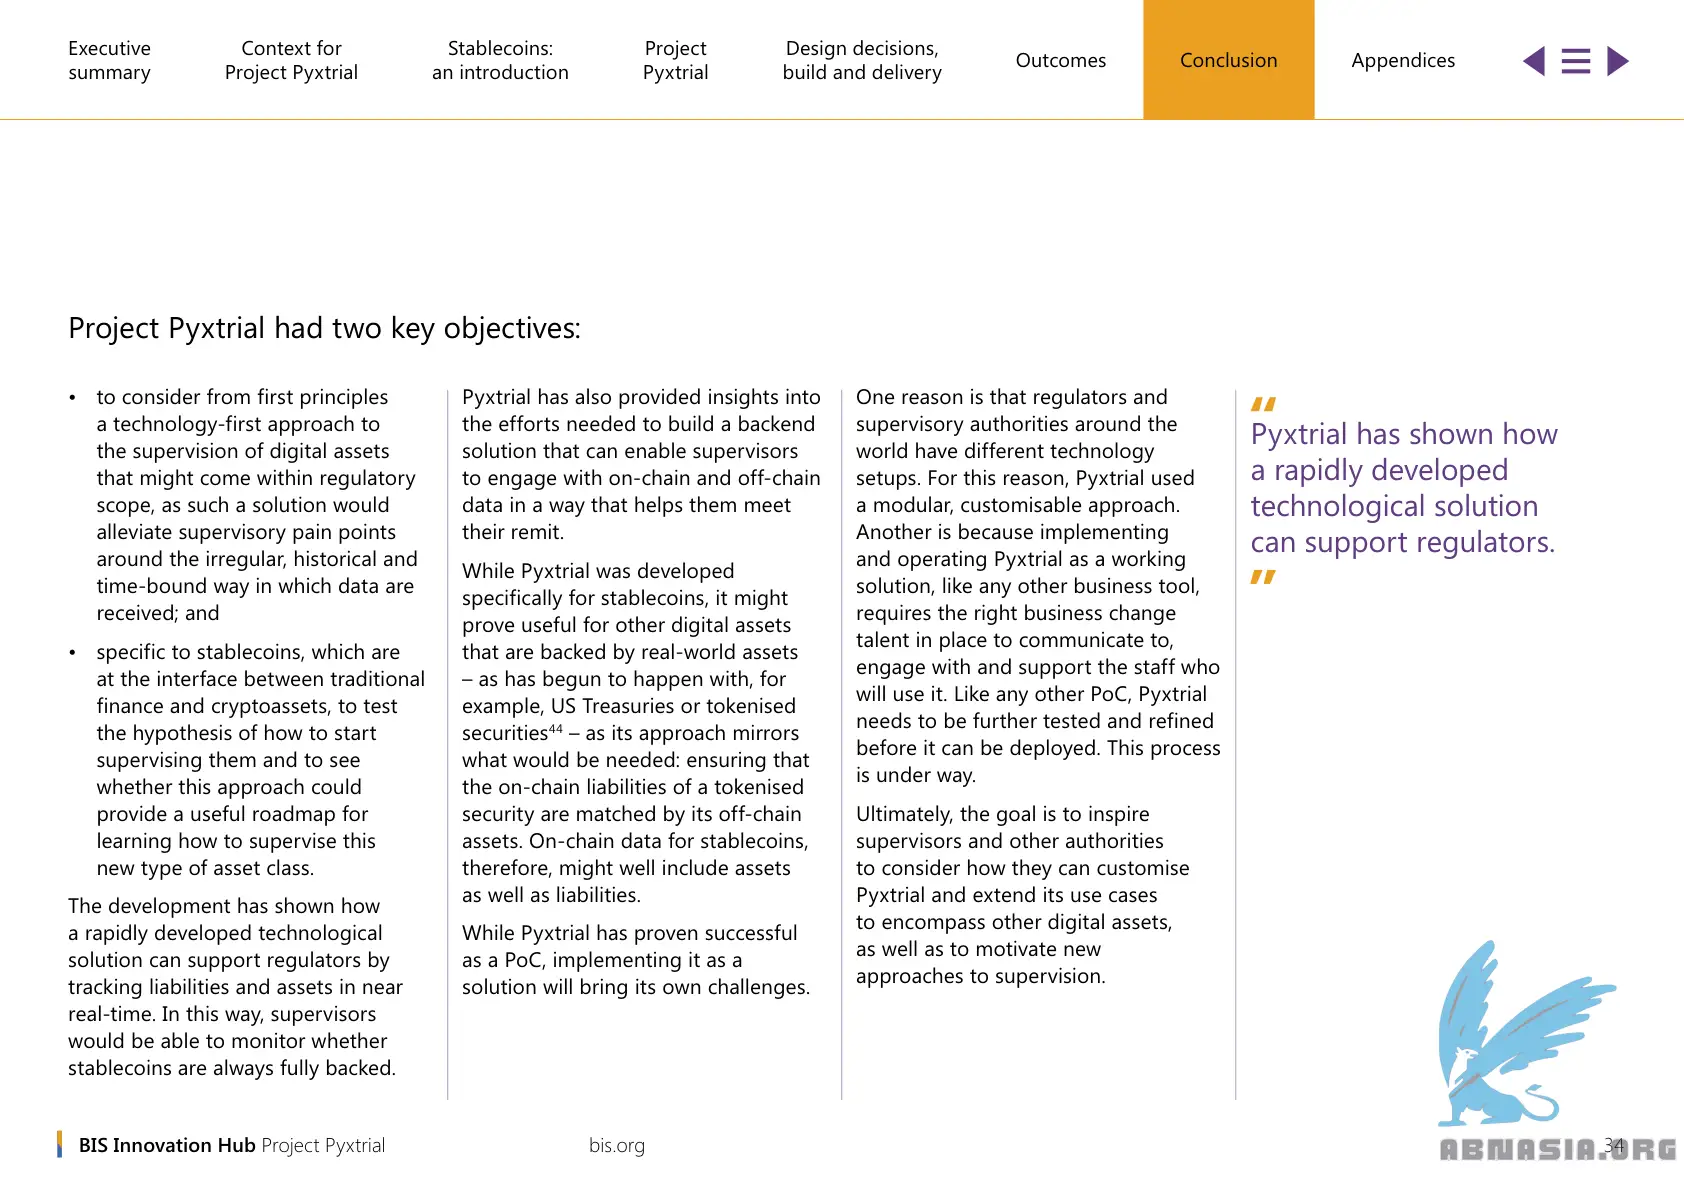 Executive
summary
Context for
Project Pyxtrial
Stablecoins:
an introduction
Project
Pyxtrial
Design decisions,
build and delivery
Outcomes
Conclusion
Appendices
Project Pyxtrial had two key objectives:
• to consider from first principles
a technology-first approach to
the supervision of digital assets
that might come within regulatory
scope, as such a solution would
alleviate supervisory pain points
around the irregular, historical and
time-bound way in which data are
received; and
• specific to stablecoins, which are
at the interface between traditional
finance and cryptoassets, to test
the hypothesis of how to start
supervising them and to see
whether this approach could
provide a useful roadmap for
learning how to supervise this
new type of asset class.
The development has shown how
a rapidly developed technological
solution can support regulators by
tracking liabilities and assets in near
real-time. In this way, supervisors
would be able to monitor whether
stablecoins are always fully backed.
Pyxtrial has also provided insights into
the efforts needed to build a backend
solution that can enable supervisors
to engage with on-chain and off-chain
data in a way that helps them meet
their remit.
While Pyxtrial was developed
specifically for stablecoins, it might
prove useful for other digital assets
that are backed by real-world assets
– as has begun to happen with, for
example, US Treasuries or tokenised
securities⁴⁴ – as its approach mirrors
what would be needed: ensuring that
the on-chain liabilities of a tokenised
security are matched by its off-chain
assets. On-chain data for stablecoins,
therefore, might well include assets
as well as liabilities.
While Pyxtrial has proven successful
as a PoC, implementing it as a
solution will bring its own challenges.
One reason is that regulators and
supervisory authorities around the
world have different technology
setups. For this reason, Pyxtrial used
a modular, customisable approach.
Another is because implementing
and operating Pyxtrial as a working
solution, like any other business tool,
requires the right business change
talent in place to communicate to,
engage with and support the staff who
will use it. Like any other PoC, Pyxtrial
needs to be further tested and refined
before it can be deployed. This process
is under way.
Ultimately, the goal is to inspire
supervisors and other authorities
to consider how they can customise
Pyxtrial and extend its use cases
to encompass other digital assets,
as well as to motivate new
approaches to supervision.
“
Pyxtrial has shown how
a rapidly developed
technological solution
can support regulators.
”
BIS Innovation Hub Project Pyxtrial
bis.org
34
ABNASIA.ORG